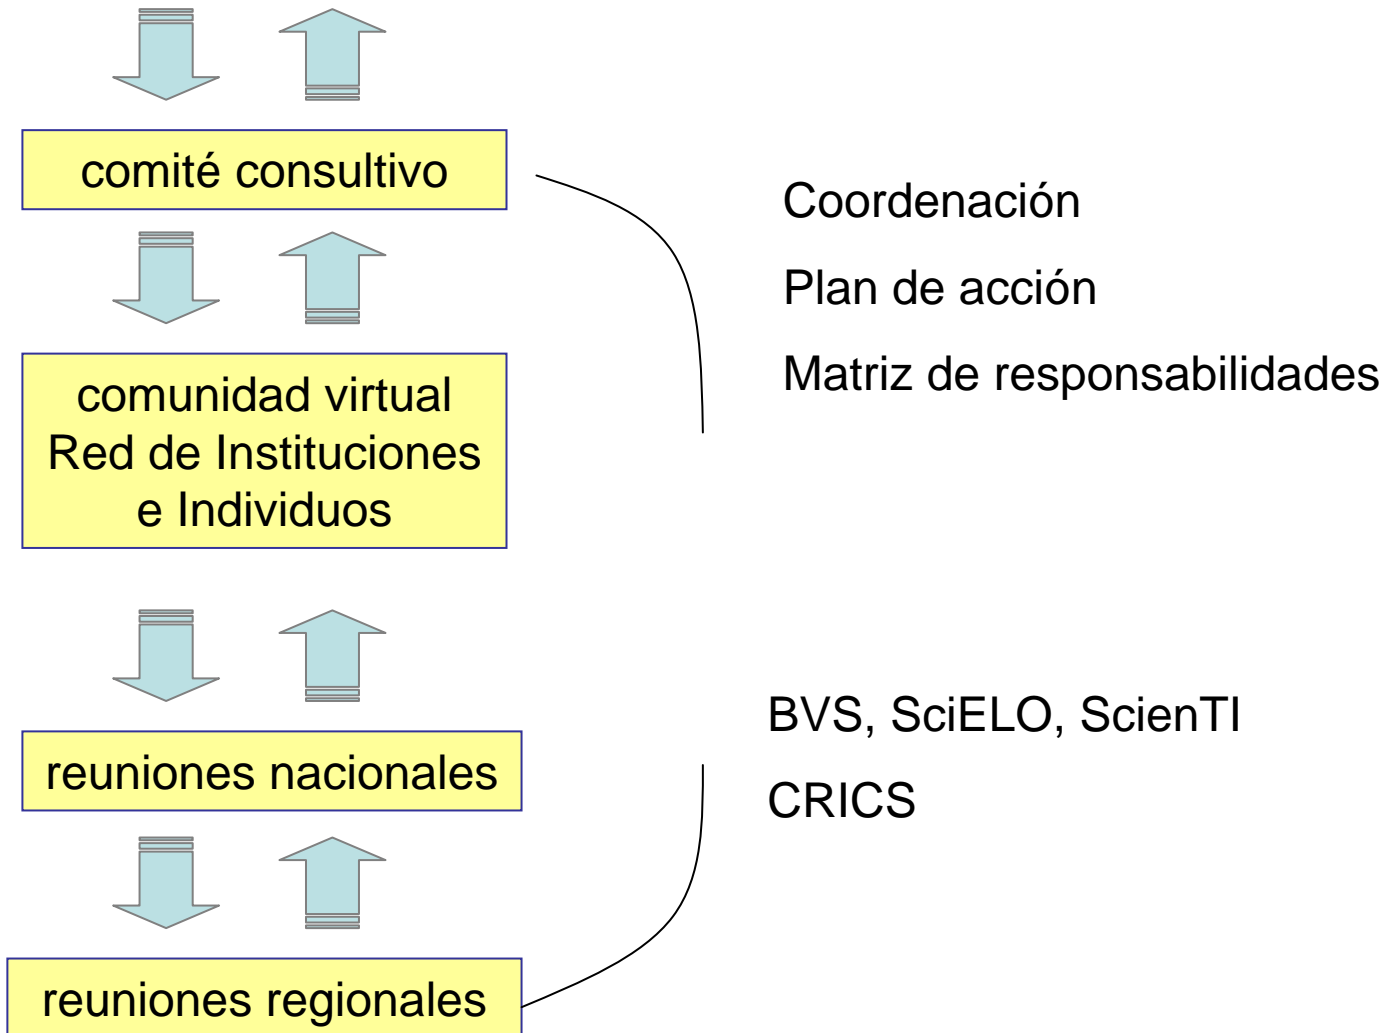 comité consultivo
Coordenación
Plan de acción
Matriz de responsabilidades
comunidad virtual
Red de Instituciones
e Individuos
BVS, SciELO, ScienTI
reuniones nacionales
CRICS
reuniones regionales